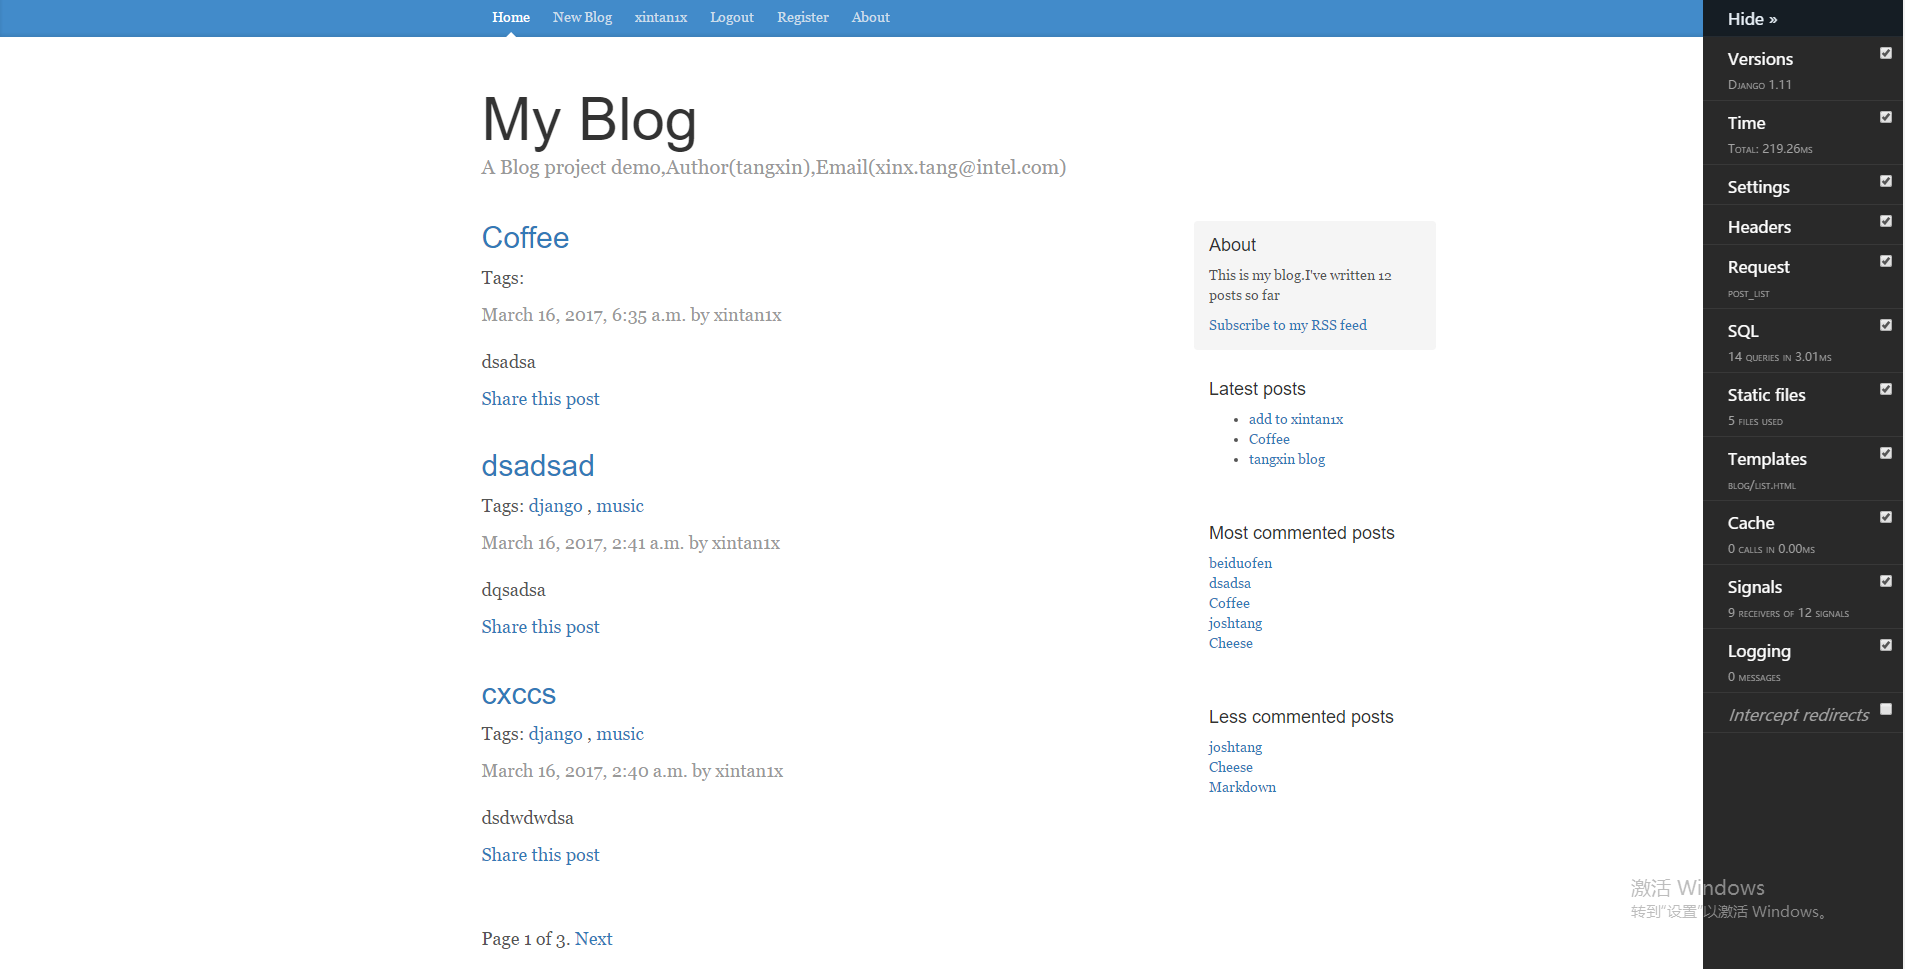 Home New Blog xintan1x Logout Register About
My Blog
A Blog project demo,Author(tangxin),Email(xinx.tang@intel.com)
Coffee
Tags:
March 16, 2017, 6:35 a.m. by xintan1x
dsadsa
Share this post
dsadsad
Tags: django , music
March 16, 2017, 2:41 a.m. by xintan1x
dqsadsa
Share this post
cxccs
Tags: django , music
March 16, 2017, 2:40 a.m. by xintan1x
dsdwdwdsa
Share this post
Page 1 of 3. Next
About
This is my blog.I've written 12
posts so far
Subscribe to my RSS feed
Latest posts
add to xintan1x
Coffee
tangxin blog
Most commented posts
beiduofen
dsadsa
Coffee
joshtang
Cheese
Less commented posts
joshtang
Cheese
Markdown
Hide »
Versions
Django 1.11
Time
Total: 219.26ms
Settings
Headers
Request
post_list
SQL
14 queries in 3.01ms
Static files
5 files used
Templates
blog/list.html
Cache
0 calls in 0.00ms
Signals
9 receivers of 12 signals
Logging
0 messages
Intercept redirects
激活 Windows
转到"设置"以激活 Windows。